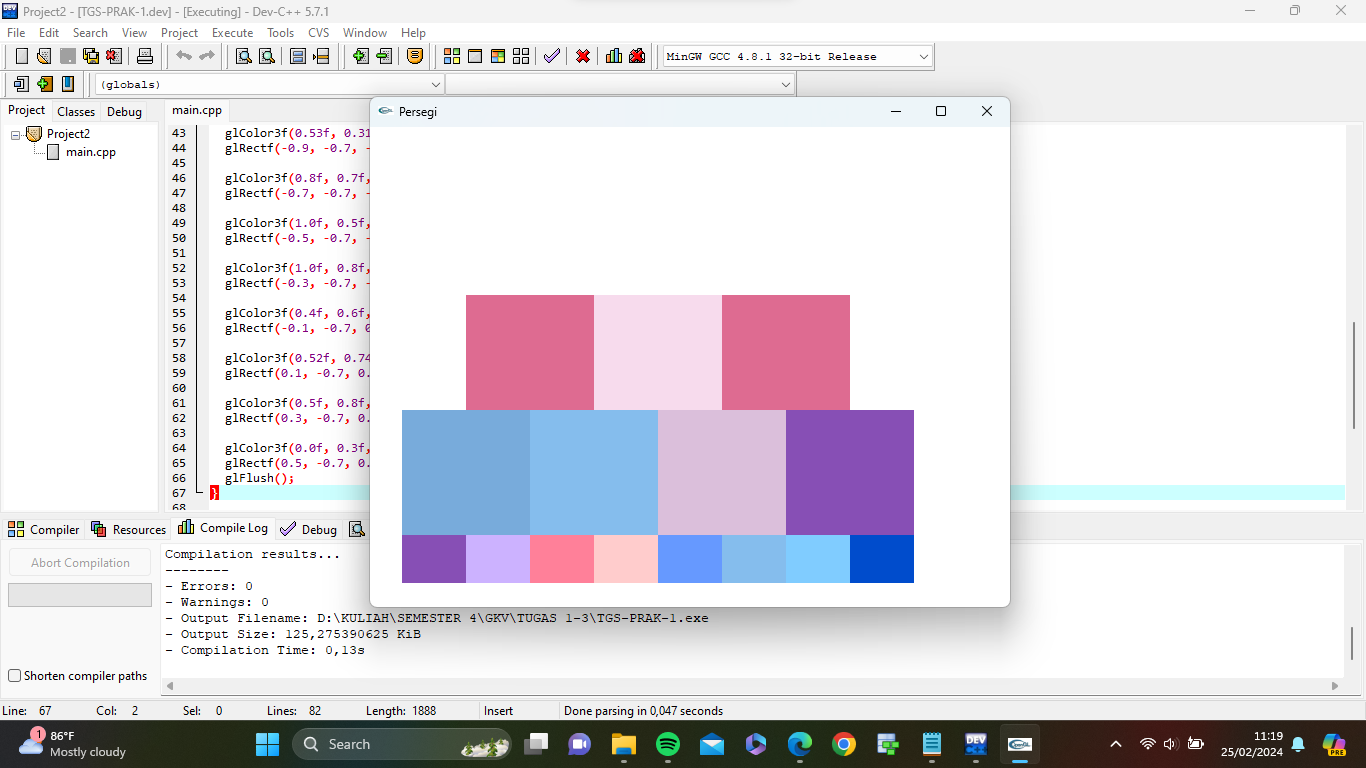 Project2 - [TGS-PRAK-1.dev] - [Executing] - Dev-C++ 5.7.1
File Edit Search View Project Execute Tools CVS Window Help
MinGW GCC 4.8.1 32-bit Release
(globals)
Project Classes Debug
main.cpp
Persegi
Project2
main.cpp
43 glColor3f(0.53f, 0.31
44 glRectf(-0.9, -0.7, -
45
46 glColor3f(0.8f, 0.7f,
47 glRectf(-0.7, -0.7, -
48
49 glColor3f(1.0f, 0.5f,
50 glRectf(-0.5, -0.7, -
51
52 glColor3f(1.0f, 0.8f,
53 glRectf(-0.3, -0.7, -
54
55 glColor3f(0.4f, 0.6f,
56 glRectf(-0.1, -0.7, 0
57
58 glColor3f(0.52f, 0.74
59 glRectf(0.1, -0.7, 0.
60
61 glColor3f(0.5f, 0.8f,
62 glRectf(0.3, -0.7, 0.
63
64 glColor3f(0.0f, 0.3f,
65 glRectf(0.5, -0.7, 0.
66 glFlush();
67 }
68
Compiler Resources Compile Log Debug
Abort Compilation
Shorten compiler paths
Compilation results...
--------
- Errors: 0
- Warnings: 0
- Output Filename: D:\KULIAH\SEMESTER 4\GKV\TUGAS 1-3\TGS-PRAK-1.exe
- Output Size: 125,275390625 KiB
- Compilation Time: 0,13s
Line: 67 Col: 2 Sel: 0 Lines: 82 Length: 1888 Insert Done parsing in 0,047 seconds
1
86°F
Mostly cloudy
Search
DEV
OpenGL
11:19
25/02/2024
PRE